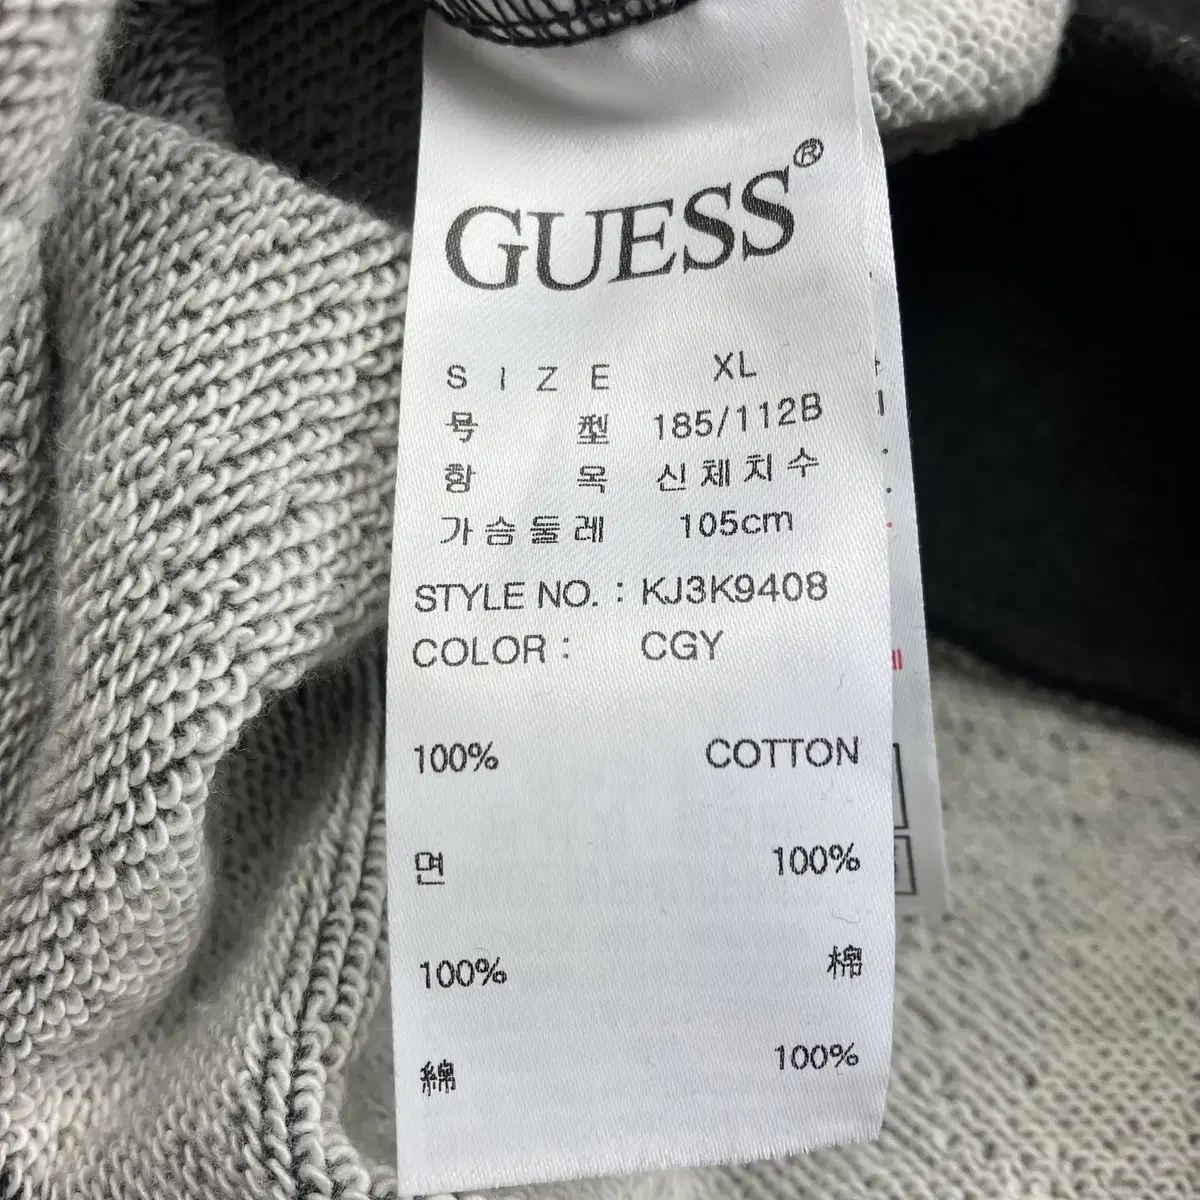 GUESS®
SIZE XL
号型 185/112B
항목 신체치수
가슴둘레 105cm
STYLE NO. : KJ3K9408
COLOR : CGY
100% COTTON
면 100%
100% 棉
綿 100%